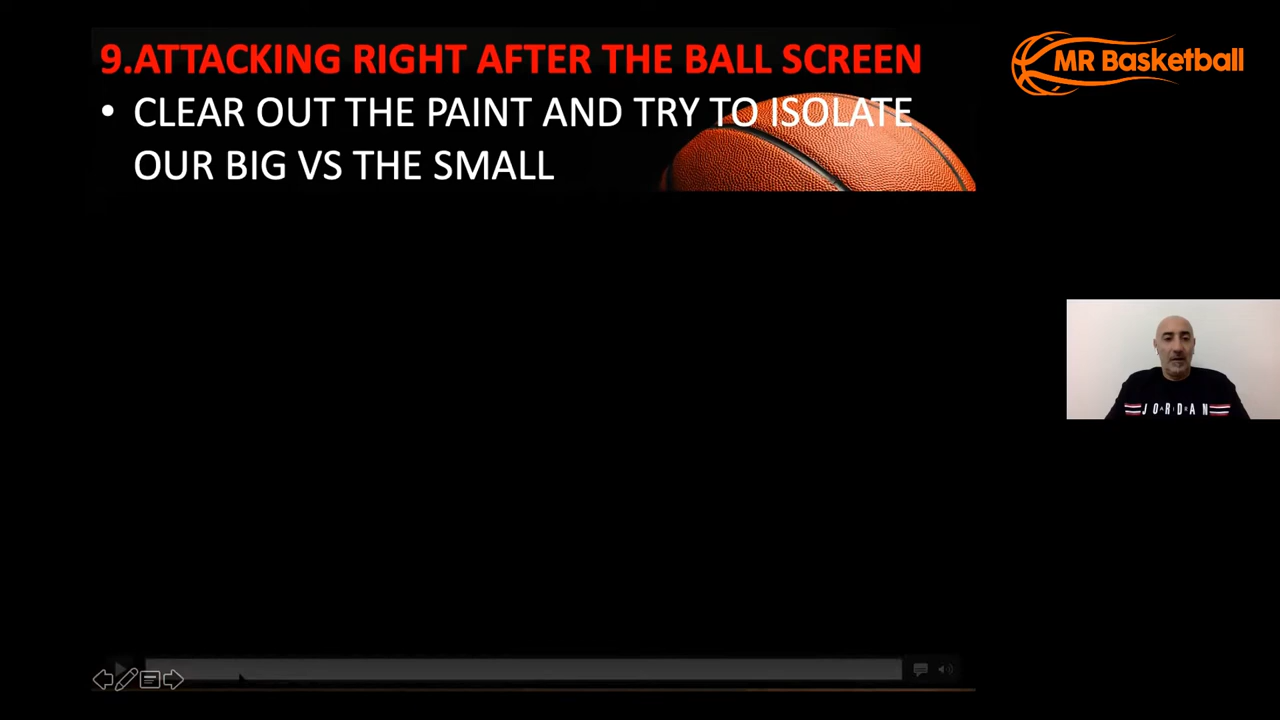 9.ATTACKING RIGHT AFTER THE BALL SCREEN
MR Basketball
• CLEAR OUT THE PAINT AND TRY TO ISOLATE
OUR BIG VS THE SMALL
JORDAN